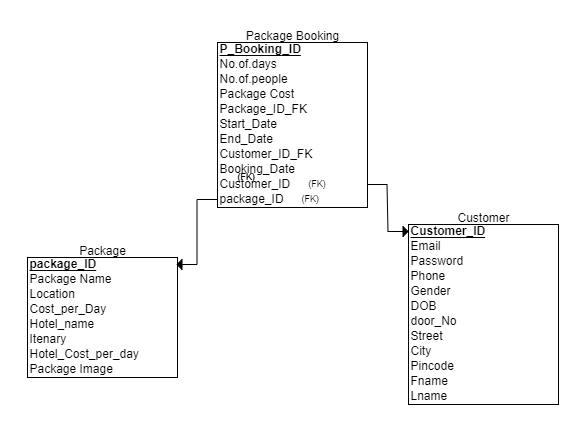 Package Booking
P_Booking_ID
No.of.days
No.of.people
Package Cost
Package_ID_FK
Start_Date
End_Date
Customer_ID_FK
Booking_Date
(FK)
Customer_ID (FK)
package_ID (FK)
Package
package_ID
Package Name
Location
Cost_per_Day
Hotel_name
Itenary
Hotel_Cost_per_day
Package Image
Customer
Customer_ID
Email
Password
Phone
Gender
DOB
door_No
Street
City
Pincode
Fname
Lname